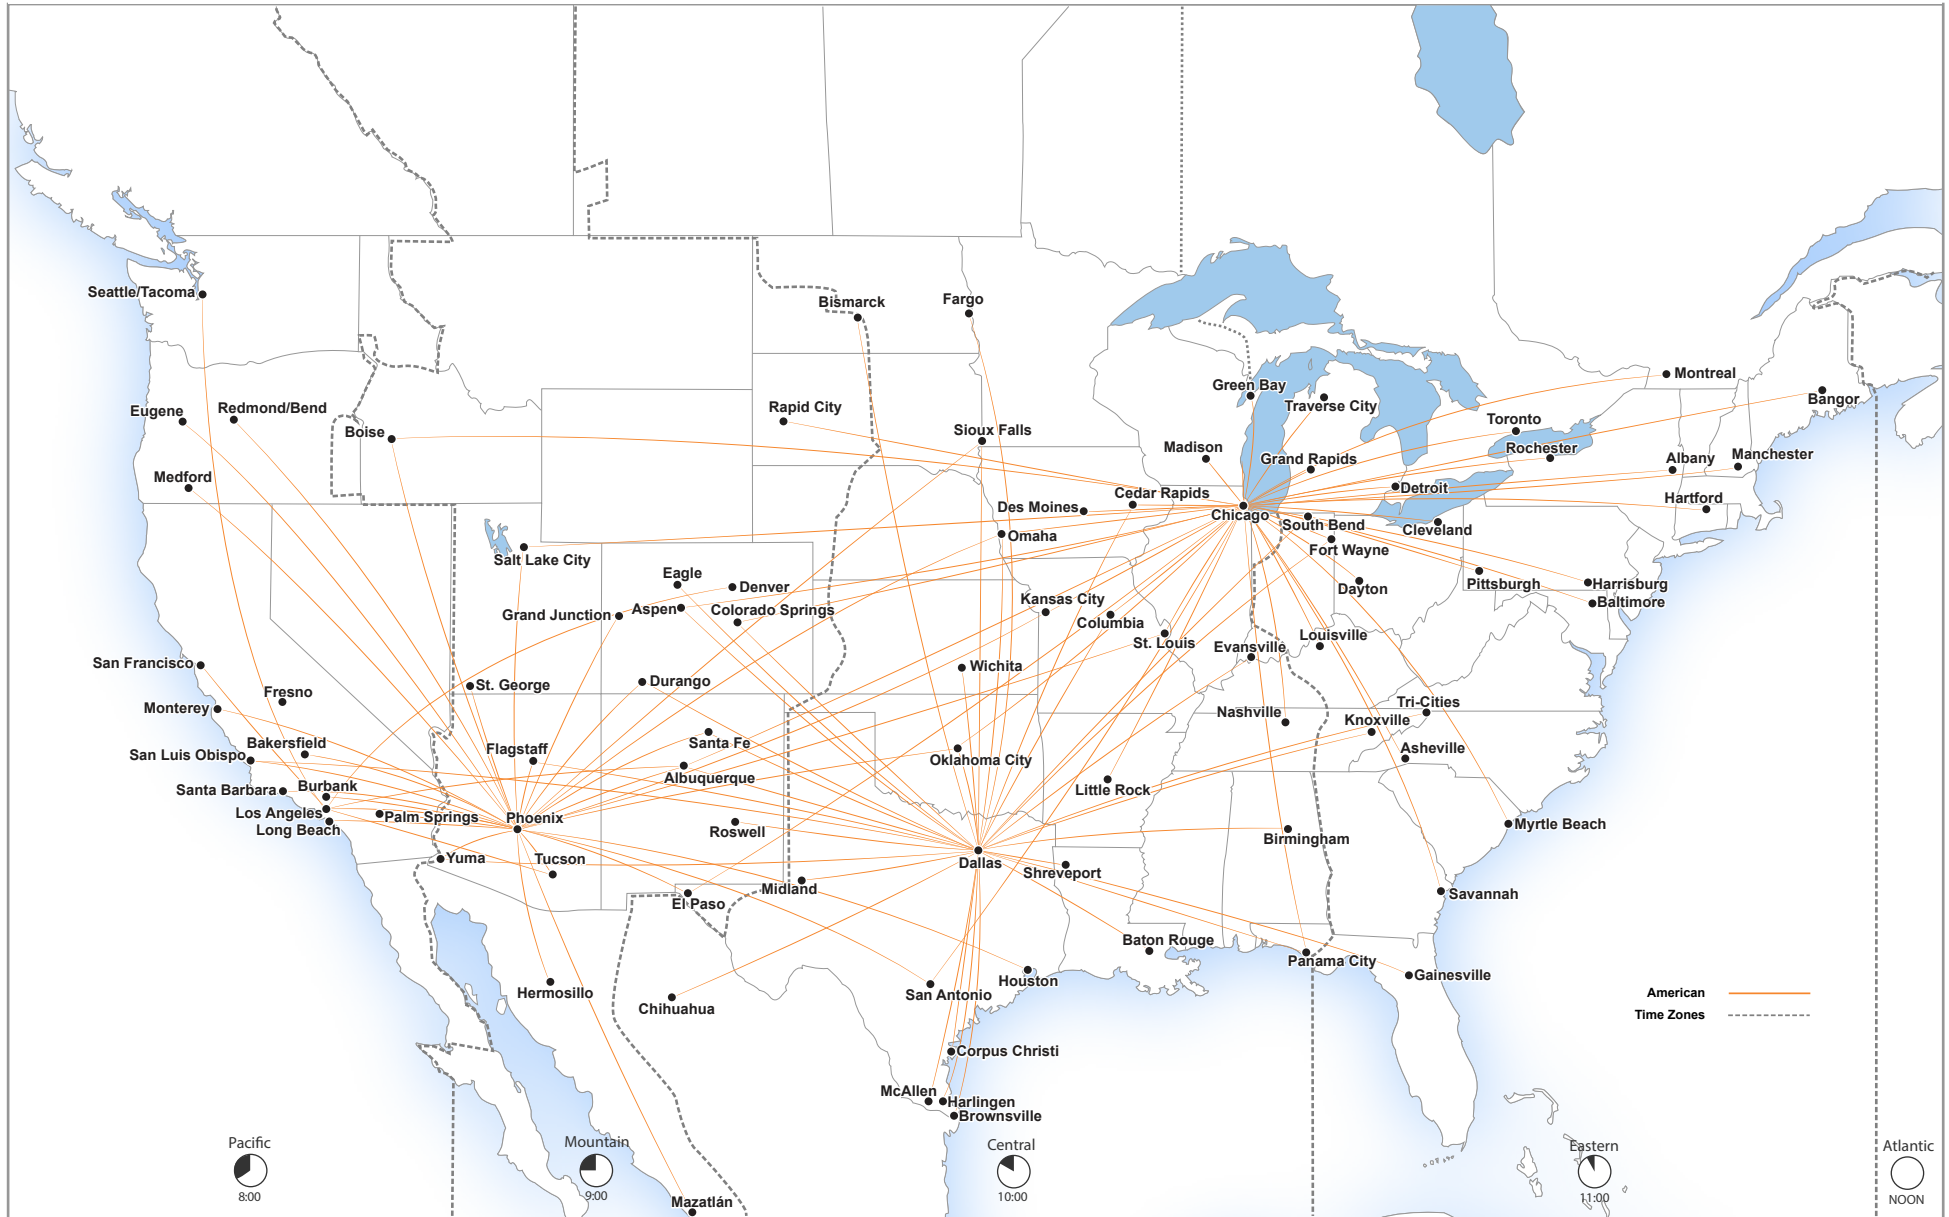 Seattle/Tacoma
Bismarck
Fargo
Montreal
Green Bay
Bangor
Traverse City
Eugene
Redmond/Bend
Rapid City
Toronto
Boise
Sioux Falls
Madison
Rochester
Grand Rapids
Albany
Manchester
Medford
Detroit
Cedar Rapids
Hartford
Des Moines
Chicago
South Bend
Cleveland
Omaha
Fort Wayne
Salt Lake City
Eagle
Denver
Pittsburgh
Harrisburg
Dayton
Kansas City
Baltimore
Grand Junction
Aspen
Colorado Springs
Columbia
St. Louis
Louisville
Evansville
San Francisco
Wichita
St. George
Durango
Fresno
Tri-Cities
Monterey
Nashville
Knoxville
Bakersfield
Flagstaff
Santa Fe
Asheville
San Luis Obispo
Oklahoma City
Albuquerque
Santa Barbara
Burbank
Little Rock
Los Angeles
Palm Springs
Phoenix
Long Beach
Roswell
Myrtle Beach
Birmingham
Yuma
Tucson
Dallas
Shreveport
Midland
Savannah
El Paso
Baton Rouge
Panama City
Gainesville
Houston
Hermosillo
San Antonio
American
Chihuahua
Time Zones
Corpus Christi
McAllen
Harlingen
Brownsville
Pacific
Mountain
Central
Eastern
Atlantic
8:00
9:00
10:00
11:00
NOON
Mazatlán